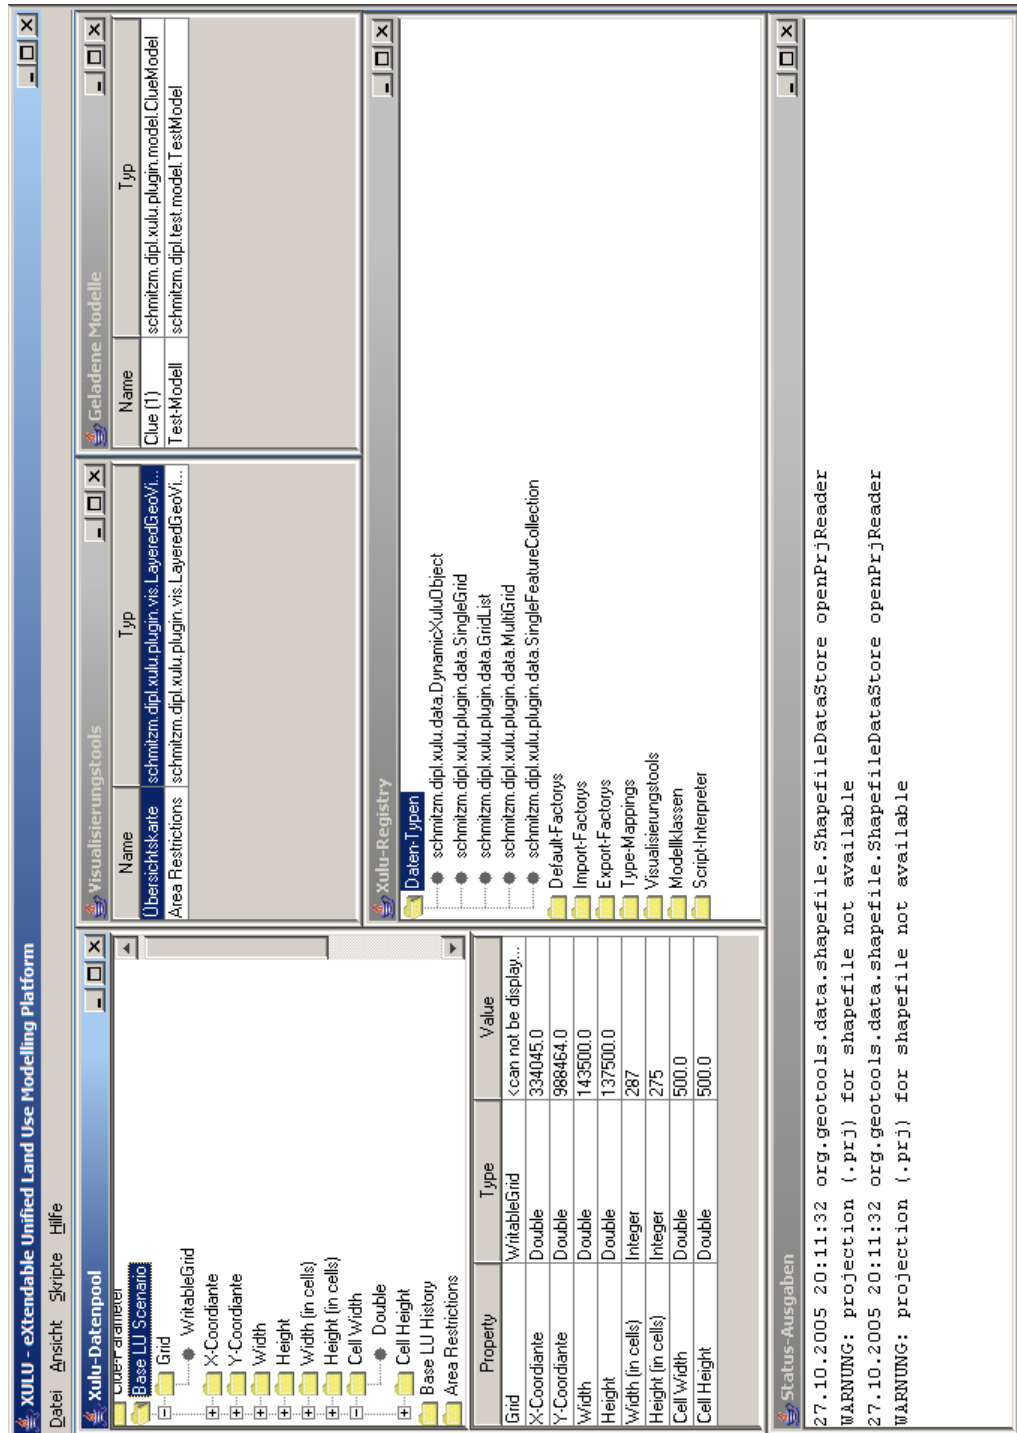 XULU - eXtendable Unified Land Use Modelling Platform
Datei Ansicht Skripte Hilfe
Xulu-Datenpool
Clue-Parameter
Base LU Scenario
Grid
WritableGrid
X-Coordiante
Y-Coordiante
Width
Height
Width (in cells)
Height (in cells)
Cell Width
Double
Cell Height
Base LU History
Area Restrictions
Property Type Value
Grid WritableGrid <can not be display...
X-Coordiante Double 334045.0
Y-Coordiante Double 988464.0
Width Double 143500.0
Height Double 137500.0
Width (in cells) Integer 287
Height (in cells) Integer 275
Cell Width Double 500.0
Cell Height Double 500.0
Visualisierungstools
Name Typ
Übersichtskarte schmitzm.dipl.xulu.plugin.vis.LayeredGeoVi...
Area Restrictions schmitzm.dipl.xulu.plugin.vis.LayeredGeoVi...
Geladene Modelle
Name Typ
Clue (1) schmitzm.dipl.xulu.plugin.model.ClueModel
Test-Modell schmitzm.dipl.test.model.TestModel
Xulu-Registry
Daten-Typen
schmitzm.dipl.xulu.data.DynamicXuluObject
schmitzm.dipl.xulu.plugin.data.SingleGrid
schmitzm.dipl.xulu.plugin.data.GridList
schmitzm.dipl.xulu.plugin.data.MultiGrid
schmitzm.dipl.xulu.plugin.data.SingleFeatureCollection
Default-Factorys
Import-Factorys
Export-Factorys
Type-Mappings
Visualisierungstools
Modellklassen
Script-Interpreter
Status-Ausgaben
27.10.2005 20:11:32 org.geotools.data.shapefile.ShapefileDataStore openPrjReader
WARNUNG: projection (.prj) for shapefile not available
27.10.2005 20:11:32 org.geotools.data.shapefile.ShapefileDataStore openPrjReader
WARNUNG: projection (.prj) for shapefile not available